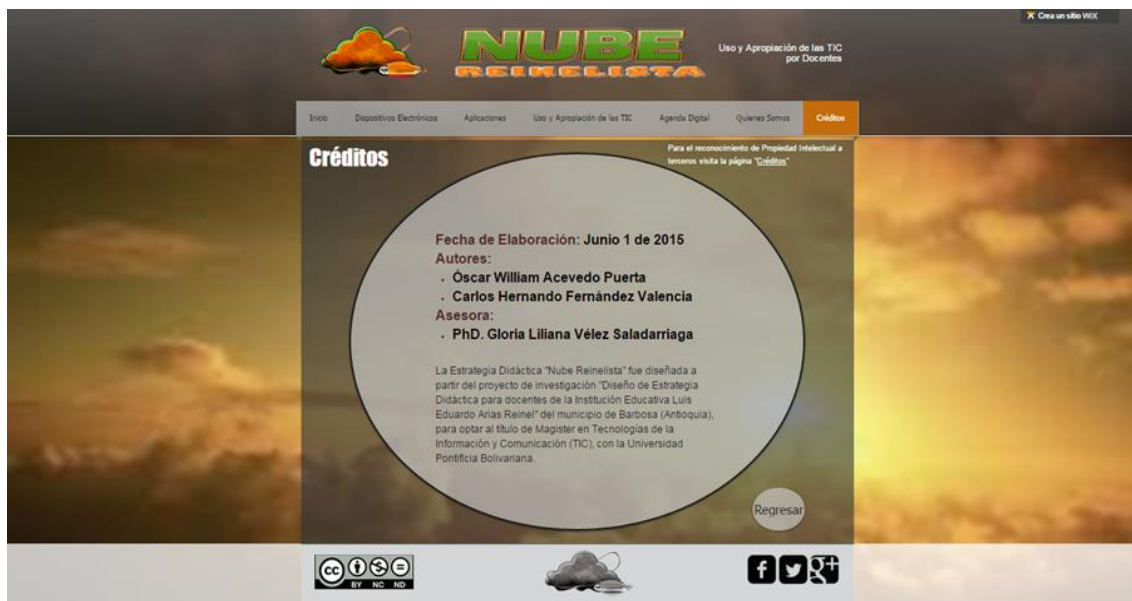 Crea un sitio WiX
NUBE
REINELISTA
Uso y Apropiación de las TIC
por Docentes
Inicio
Dispositivos Electrónicos
Aplicaciones
Uso y Apropiación de las TIC
Agenda Digital
Quienes Somos
Créditos
Créditos
Para el reconocimiento de Propiedad Intelectual a
terceros visita la página "Créditos"
Fecha de Elaboración: Junio 1 de 2015
Autores:
Óscar William Acevedo Puerta
Carlos Hernando Fernández Valencia
Asesora:
PhD. Gloria Liliana Vélez Saladarriaga
La Estrategia Didáctica "Nube Reinelista" fue diseñada a
partir del proyecto de investigación "Diseño de Estrategia
Didáctica para docentes de la Institución Educativa Luis
Eduardo Arias Reinel" del municipio de Barbosa (Antioquia),
para optar al título de Magister en Tecnologías de la
Información y Comunicación (TIC), con la Universidad
Pontificia Bolivariana.
Regresar
cc
BY NC ND
f
g+